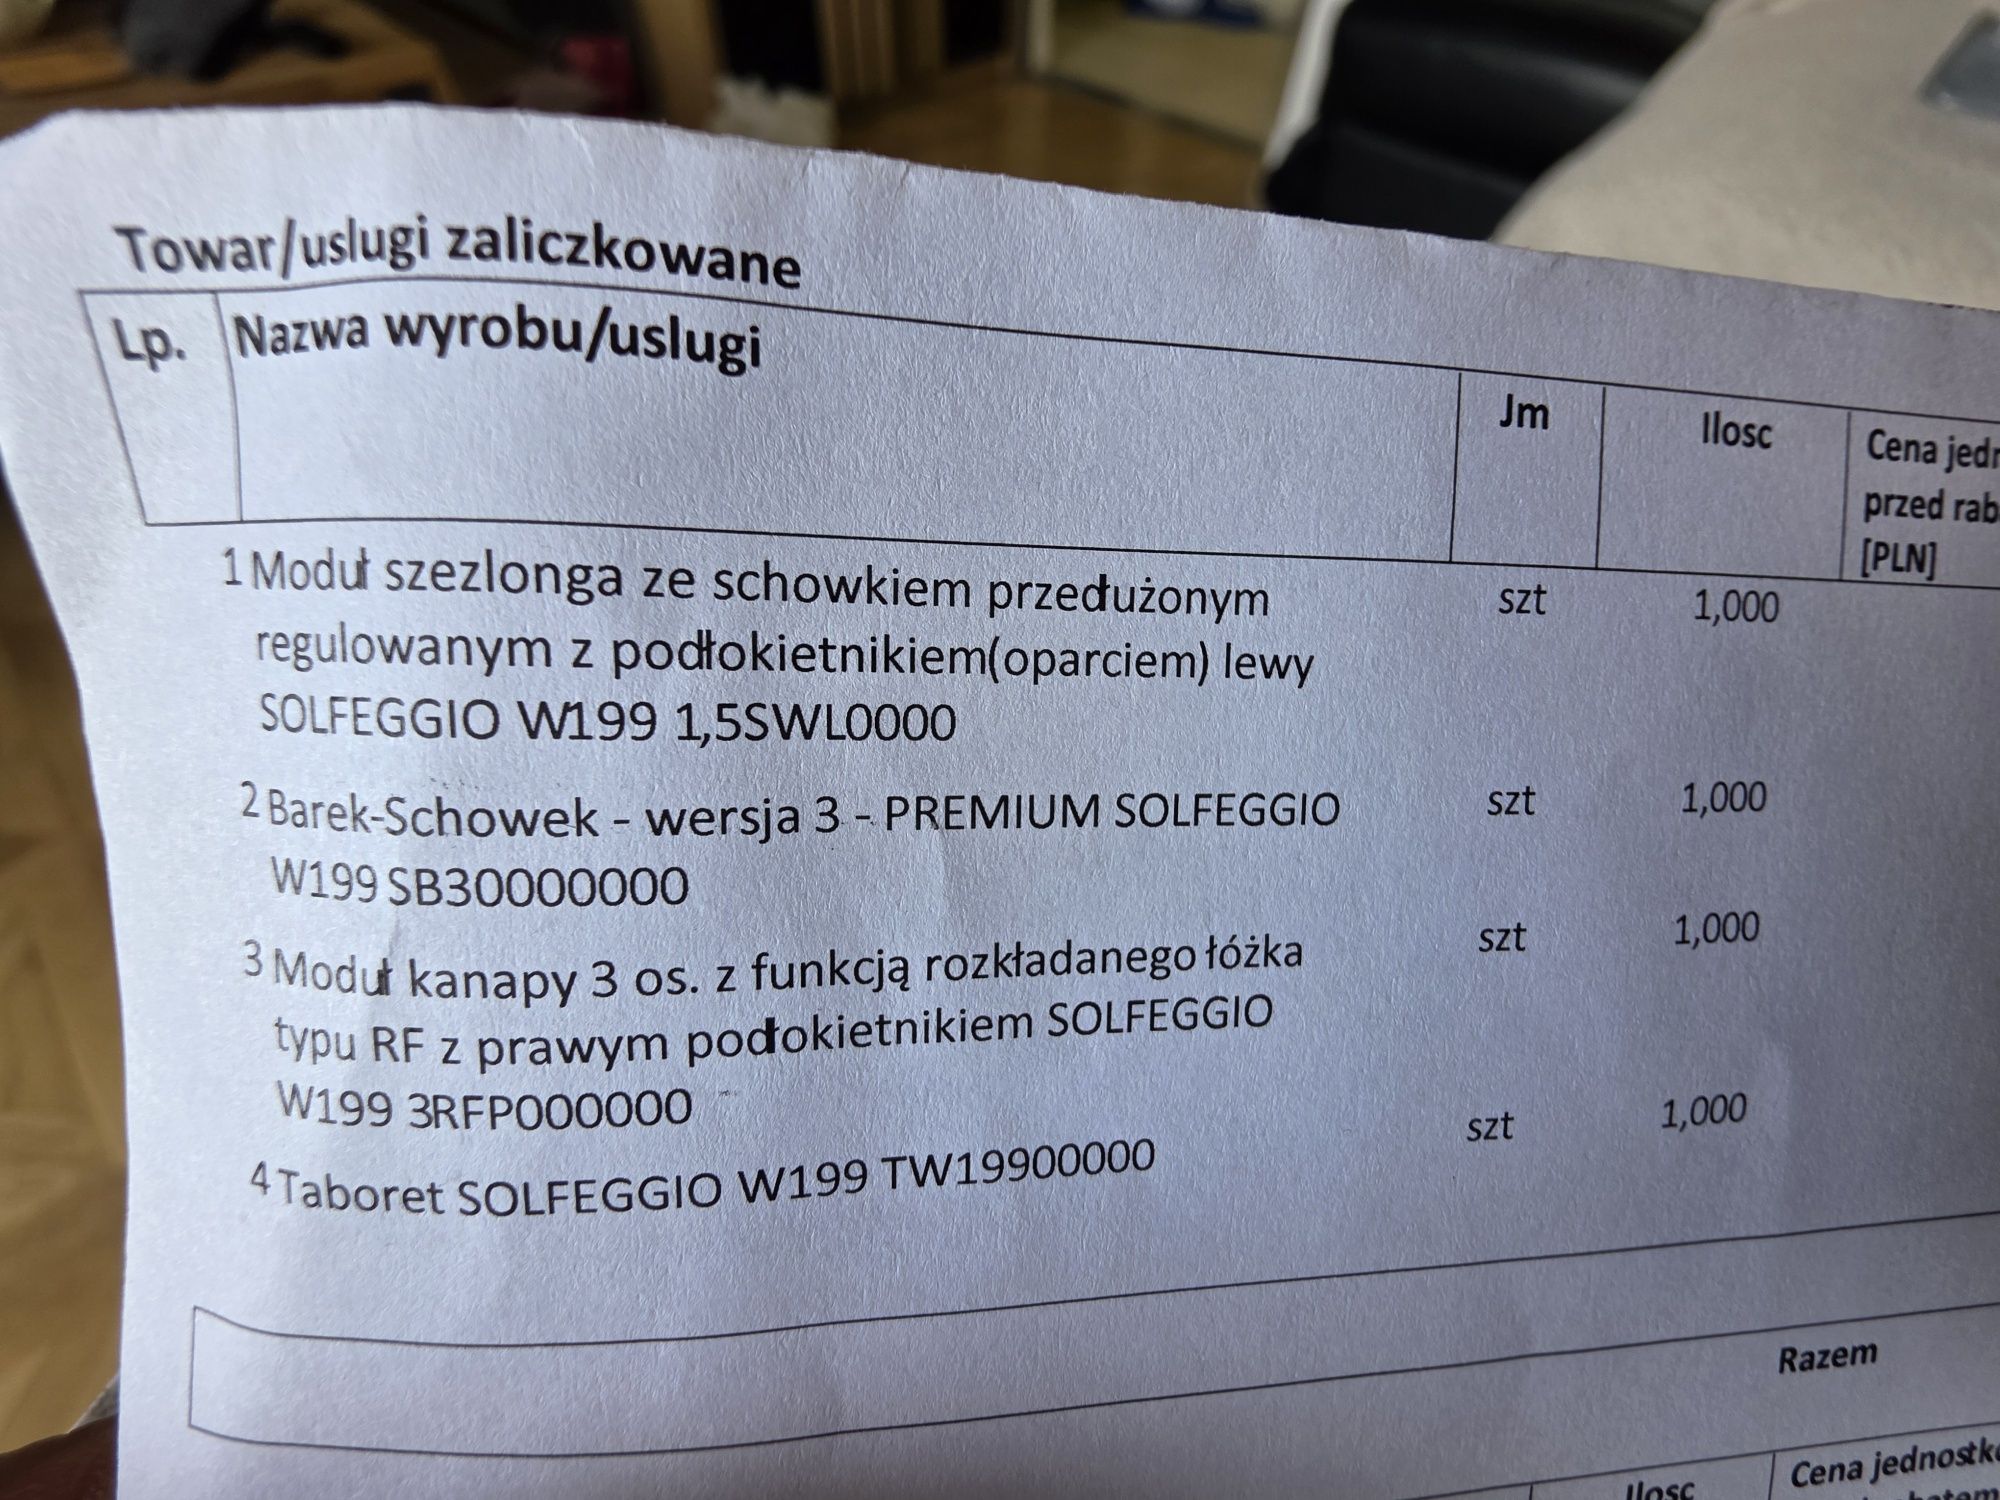 Towar/uslugi zaliczkowane
Lp. Nazwa wyrobu/uslugi Jm Ilosc Cena jedn
przed rab
[PLN]
1 Moduł szezlonga ze schowkiem przedłużonym szt 1,000
regulowanym z podłokietnikiem(oparciem) lewy
SOLFEGGIO W199 1,5SWL0000
2 Barek-Schowek - wersja 3 - PREMIUM SOLFEGGIO szt 1,000
W199 SB30000000
3 Moduł kanapy 3 os. z funkcją rozkładanego łóżka szt 1,000
typu RF z prawym podłokietnikiem SOLFEGGIO
W199 3RFP000000
4 Taboret SOLFEGGIO W199 TW19900000 szt 1,000
Razem
Ilosc Cena jednostko